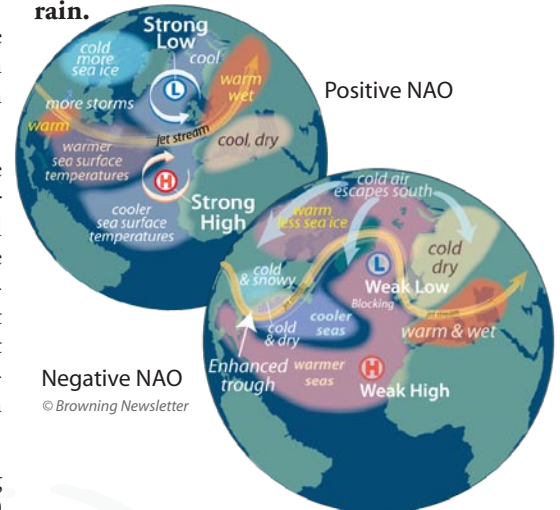 rain.
Strong
Low
cold
more
sea ice
cool
L
warm
wet
more storms
warm
jet stream
cool, dry
warmer
sea surface
temperatures
H
Strong
High
cooler
sea surface
temperatures
Positive NAO
cold air
escapes south
warm
less sea ice
cold
dry
cold
& snowy
L
Weak Low
Blocking
cooler
seas
cold
& dry
jet stream
warm & wet
Enhanced
trough
warmer
seas
H
Weak High
Negative NAO
© Browning Newsletter